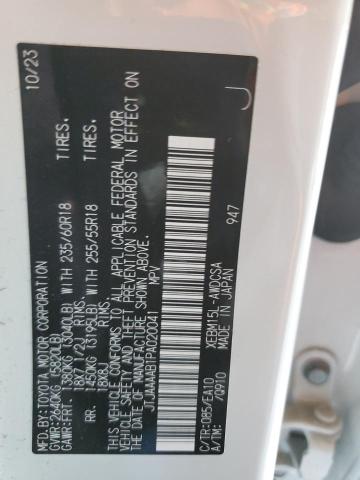 MFD.BY:TOYOTA MOTOR CORPORATION 10/23
GVWR:2640KG (5820LB)
GAWR:FRT. 1380KG (3040LB) WITH 235/60R18 TIRES.
18X7 1/2J RIMS.
RR. 1450KG (3195LB) WITH 255/55R18 TIRES.
18X8J RIMS.
THIS VEHICLE CONFORMS TO ALL APPLICABLE FEDERAL MOTOR
VEHICLE SAFETY AND THEFT PREVENTION STANDARDS IN EFFECT ON
THE DATE OF MANUFACTURE SHOWN ABOVE.
JTJAAAAB1PA020041 MPV
J
C/TR:085/EA10 XEBM15L-AWDCSA
A/TM: /Q910 MADE IN JAPAN 947